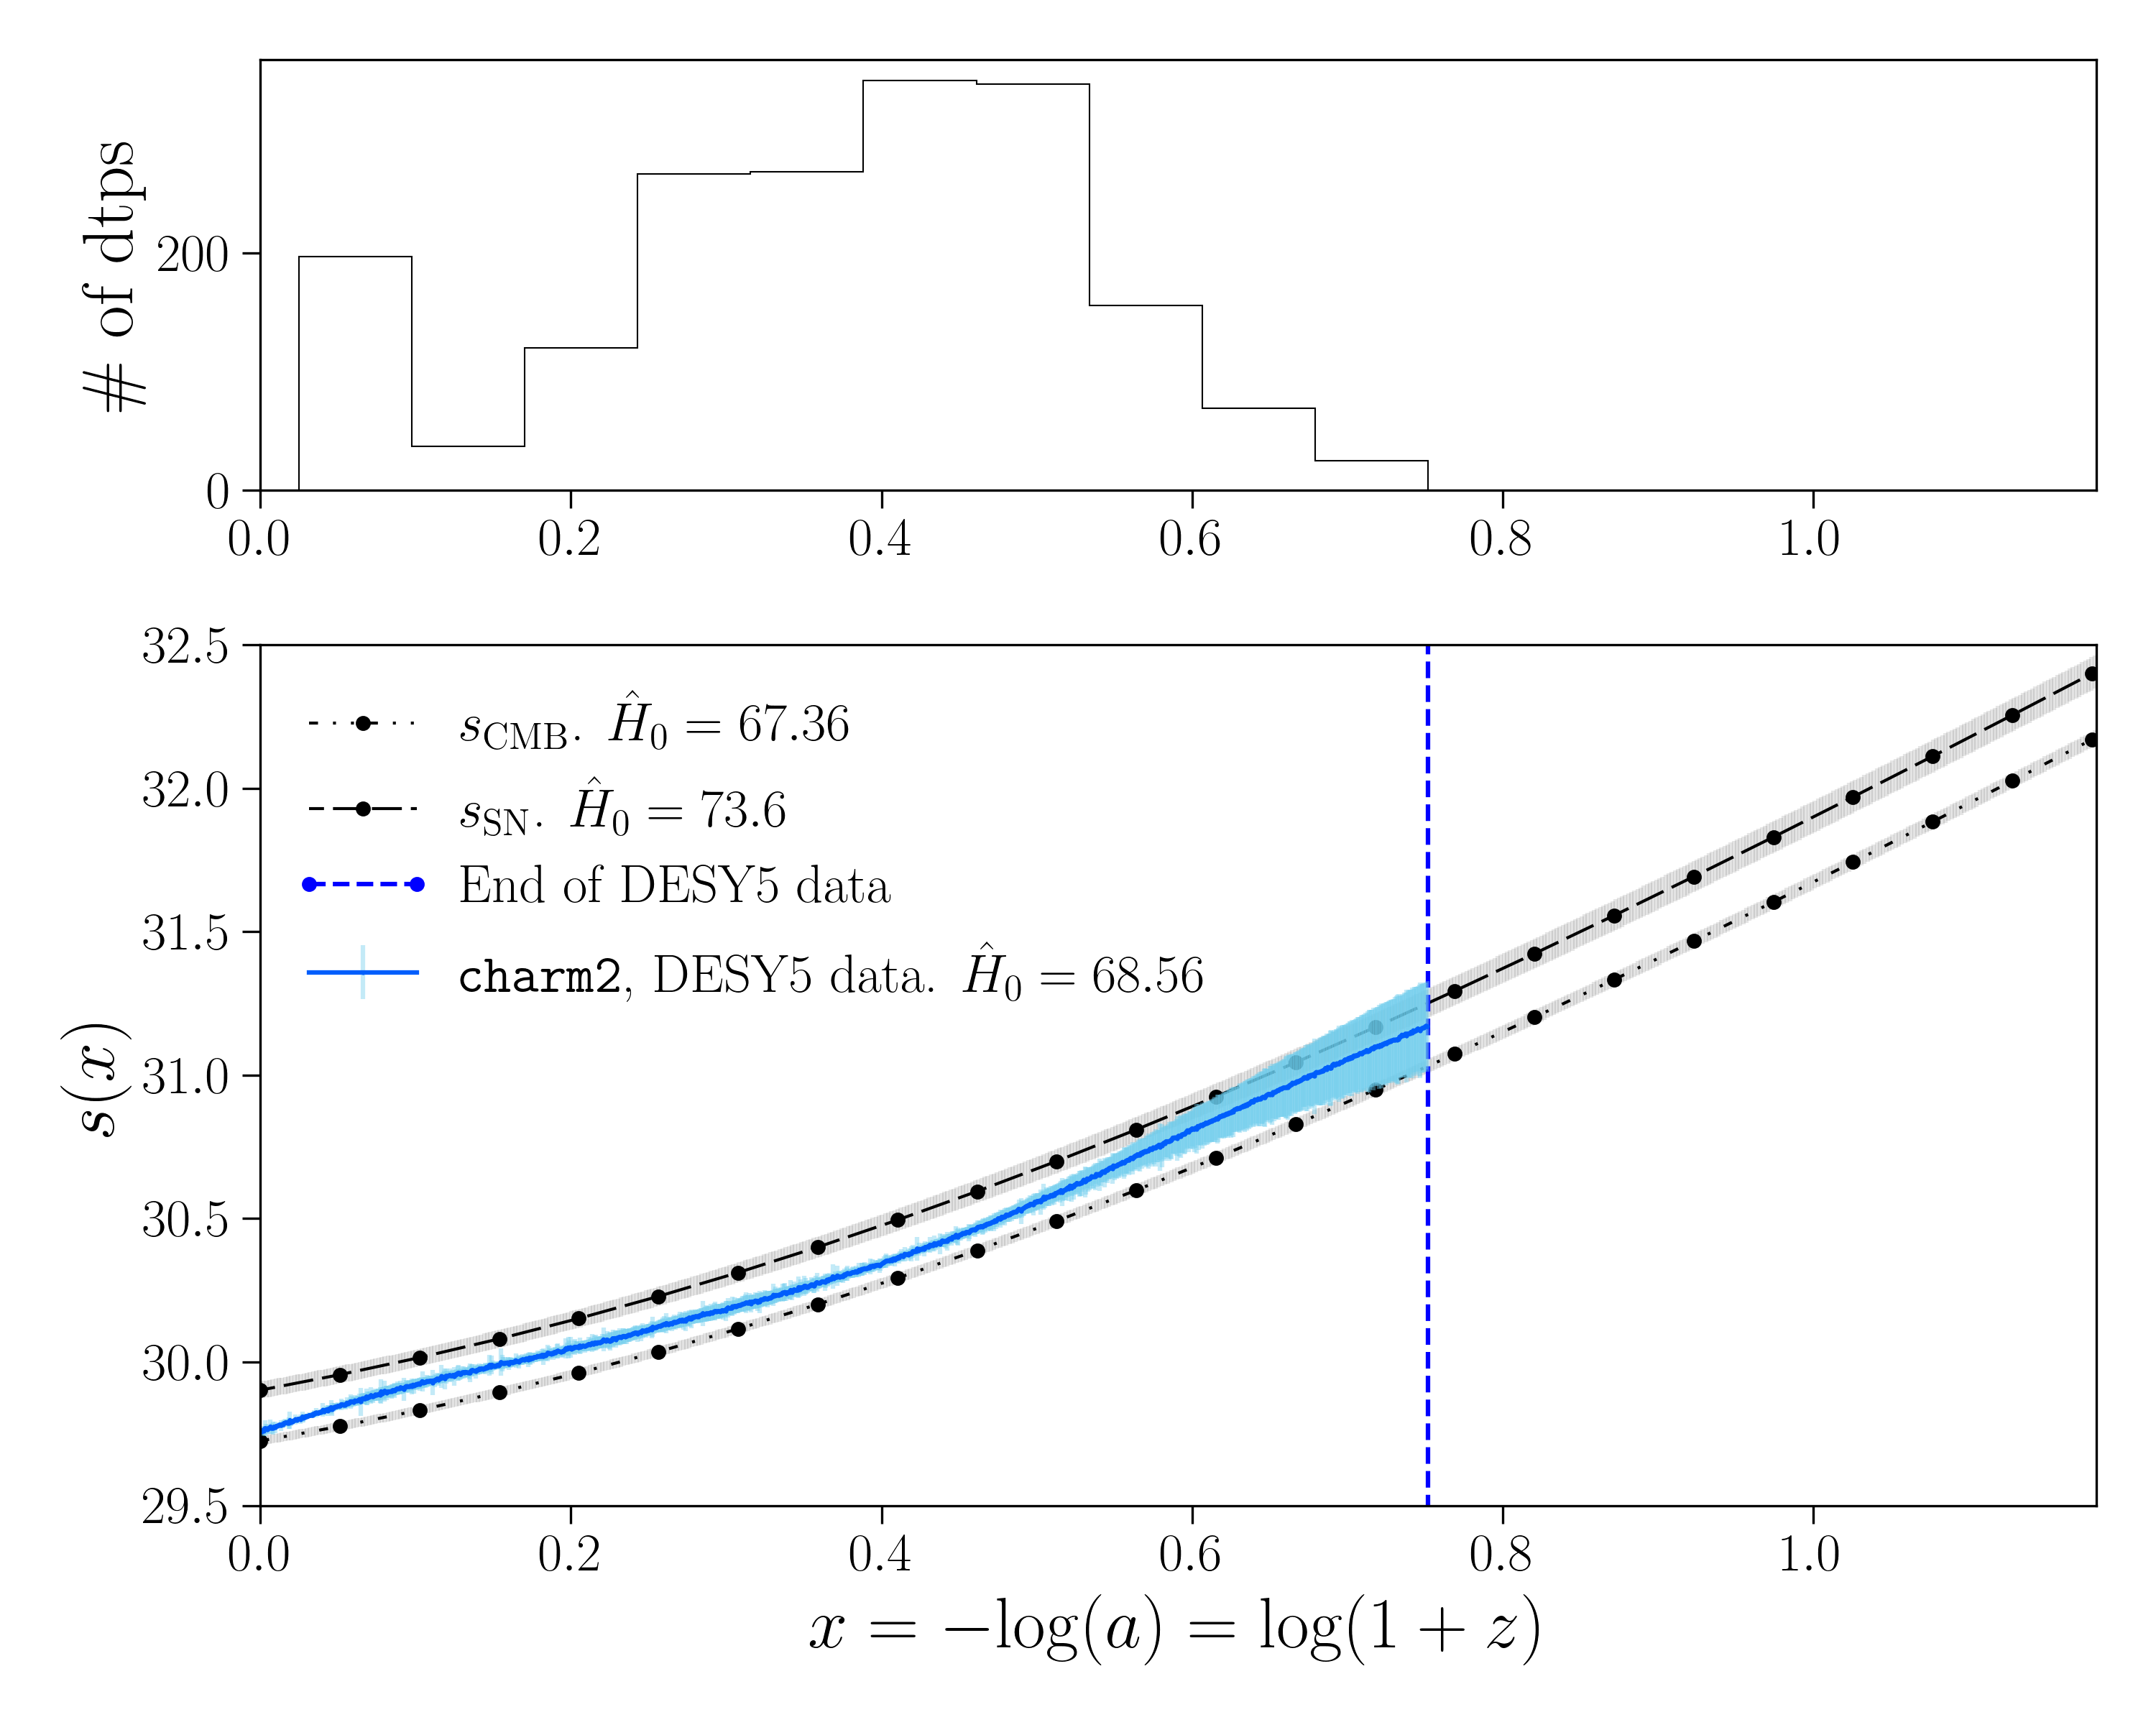 # of dtps
200
0
0.0 0.2 0.4 0.6 0.8 1.0
s(x)
32.5
32.0
31.5
31.0
30.5
30.0
29.5
s_CMB. Ĥ_0 = 67.36
s_SN. Ĥ_0 = 73.6
End of DESY5 data
charm2, DESY5 data. Ĥ_0 = 68.56
0.0 0.2 0.4 0.6 0.8 1.0
x = −log(a) = log(1 + z)